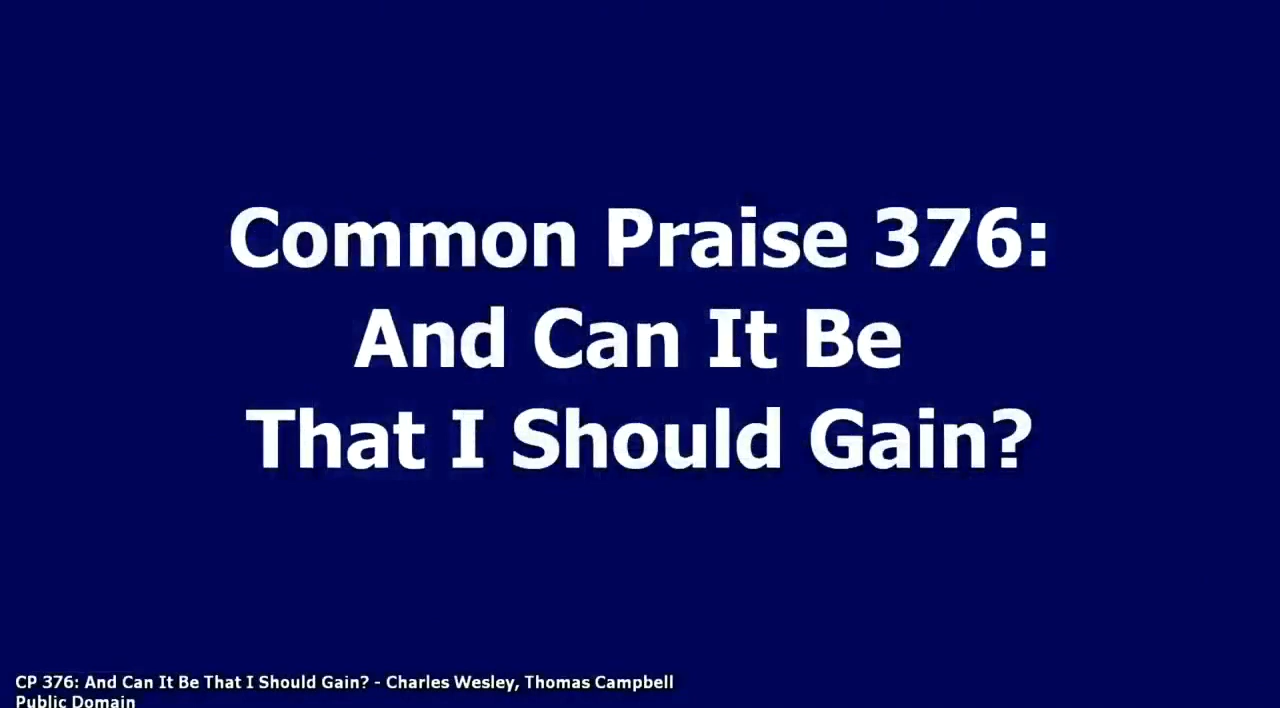 Common Praise 376:
And Can It Be
That I Should Gain?
CP 376: And Can It Be That I Should Gain? - Charles Wesley, Thomas Campbell
Public Domain